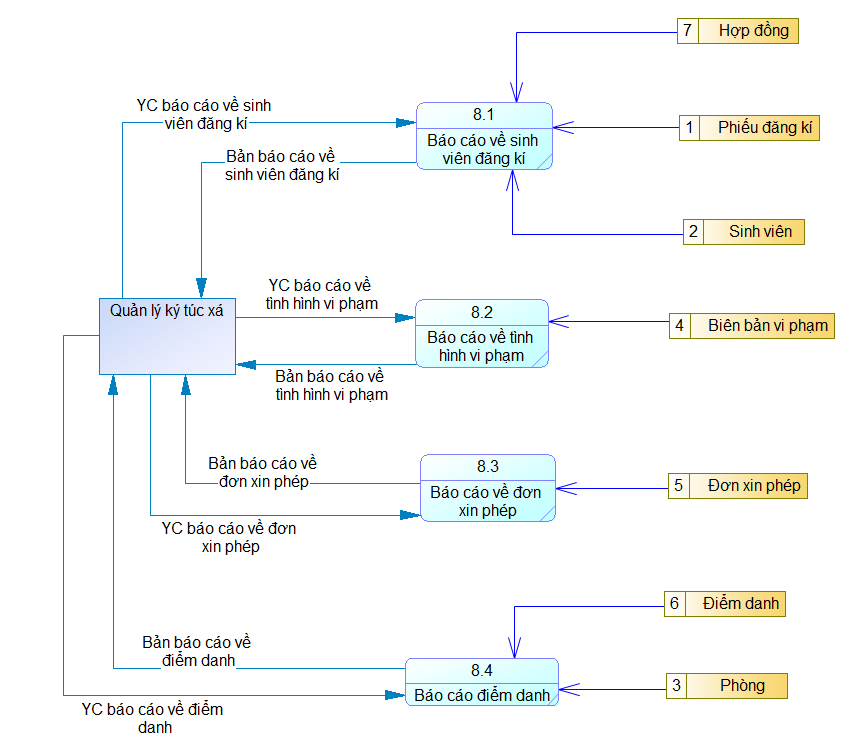 7 Hợp đồng
YC báo cáo về sinh
viên đăng kí
8.1
Báo cáo về sinh
viên đăng kí
1 Phiếu đăng kí
Bản báo cáo về
sinh viên đăng kí
2 Sinh viên
Quản lý ký túc xá
YC báo cáo về
tình hình vi phạm
8.2
Báo cáo về tình
hình vi phạm
4 Biên bản vi phạm
Bản báo cáo về
tình hình vi phạm
Bản báo cáo về
đơn xin phép
8.3
Báo cáo về đơn
xin phép
5 Đơn xin phép
YC báo cáo về đơn
xin phép
6 Điểm danh
Bản báo cáo về
điểm danh
8.4
Báo cáo điểm danh
3 Phòng
YC báo cáo về điểm
danh